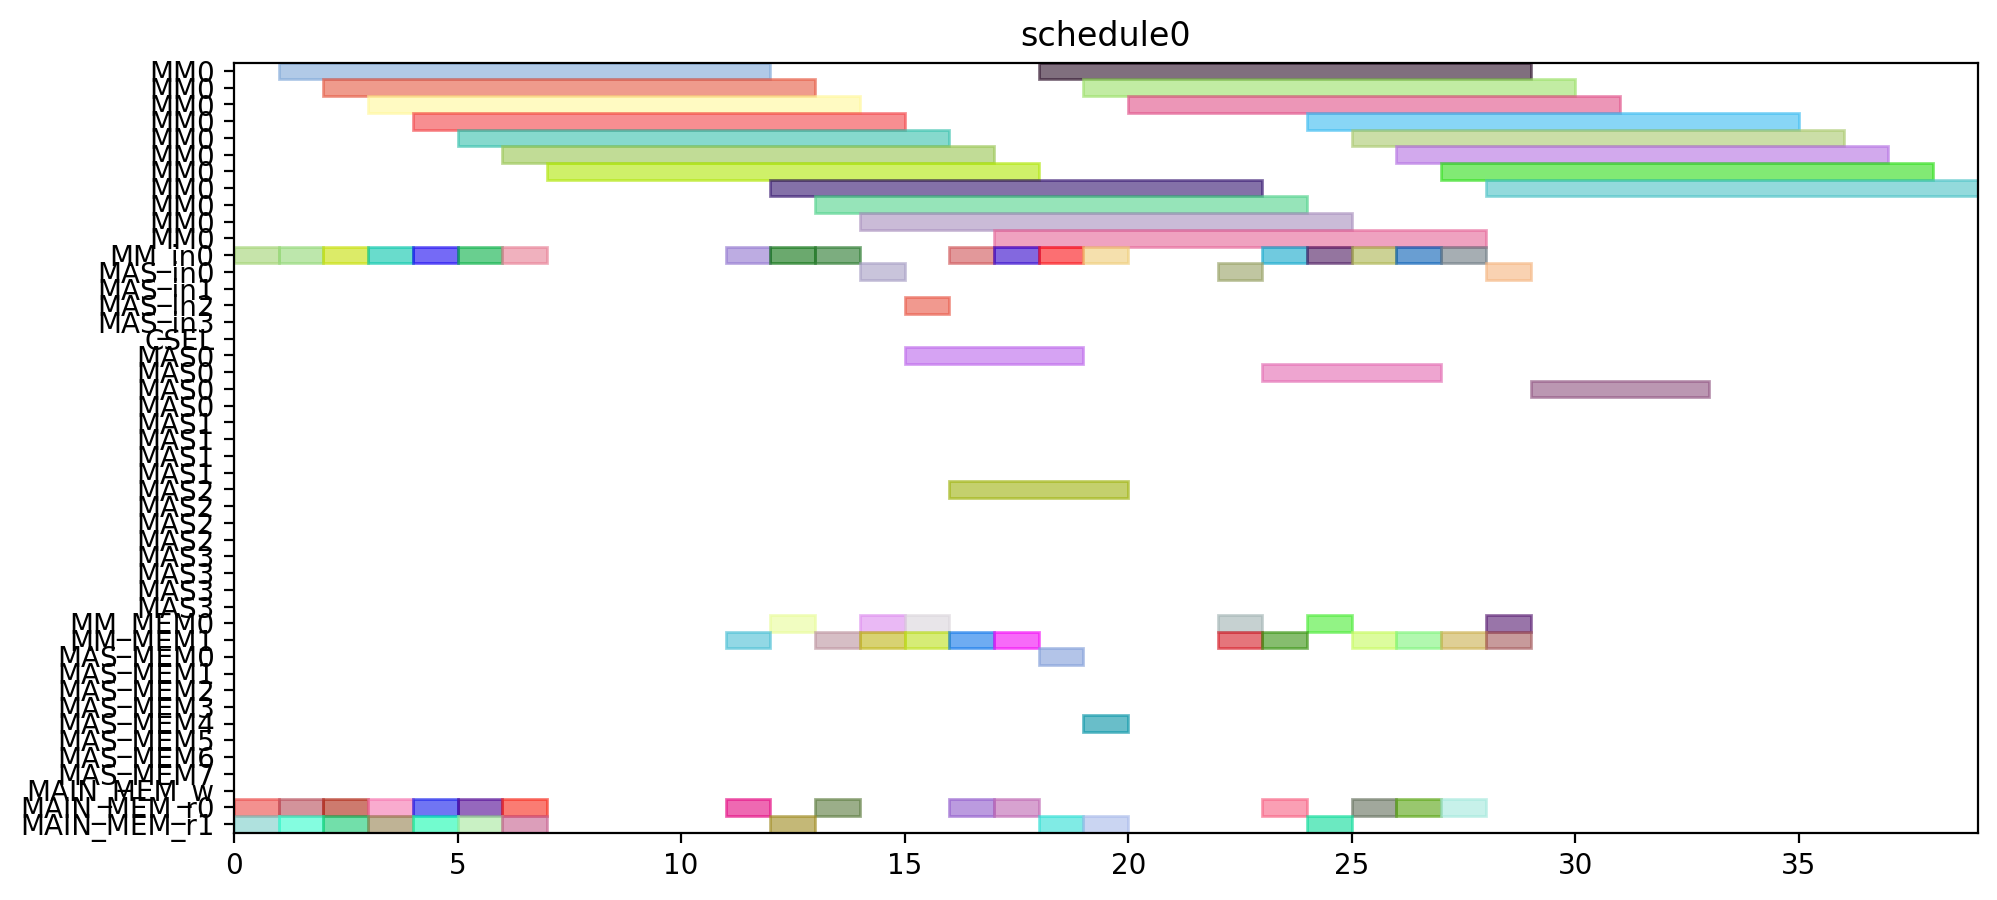 schedule0
MM0
MM0
MM0
MM0
MM0
MM0
MM0
MM0
MM0
MM0
MM0
MM_in0
MAS_in0
MAS_in1
MAS_in2
MAS_in3
CSEL
MAS0
MAS0
MAS0
MAS0
MAS1
MAS1
MAS1
MAS1
MAS2
MAS2
MAS2
MAS2
MAS3
MAS3
MAS3
MAS3
MM_MEM0
MM_MEM1
MAS_MEM0
MAS_MEM1
MAS_MEM2
MAS_MEM3
MAS_MEM4
MAS_MEM5
MAS_MEM6
MAS_MEM7
MAIN_MEM_w
MAIN_MEM_r0
MAIN_MEM_r1
0 5 10 15 20 25 30 35